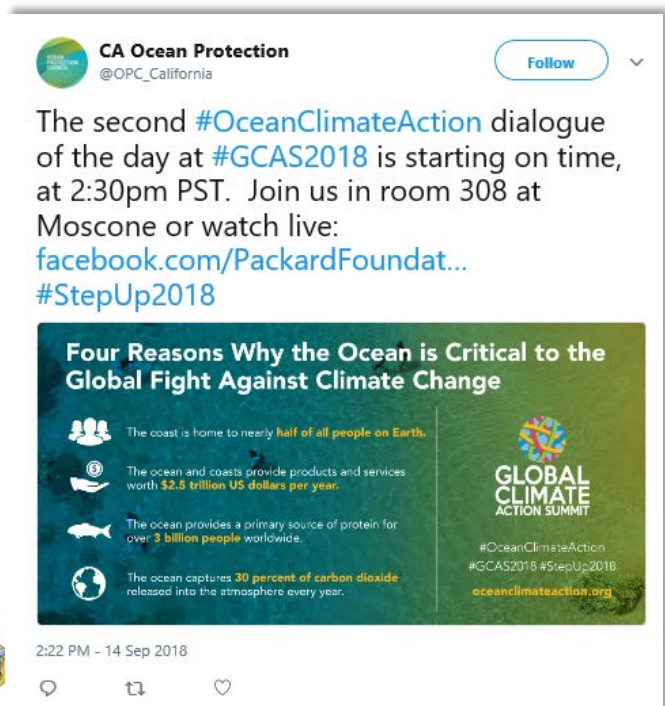 CA Ocean Protection
@OPC_California
Follow
The second #OceanClimateAction dialogue
of the day at #GCAS2018 is starting on time,
at 2:30pm PST. Join us in room 308 at
Moscone or watch live:
facebook.com/PackardFoundat...
#StepUp2018
Four Reasons Why the Ocean is Critical to the
Global Fight Against Climate Change
The coast is home to nearly half of all people on Earth.
The ocean and coasts provide products and services
worth $2.5 trillion US dollars per year.
The ocean provides a primary source of protein for
over 3 billion people worldwide.
The ocean captures 30 percent of carbon dioxide
released into the atmosphere every year.
GLOBAL
CLIMATE
ACTION SUMMIT
#OceanClimateAction
#GCAS2018 #StepUp2018
oceanclimateaction.org
2:22 PM - 14 Sep 2018